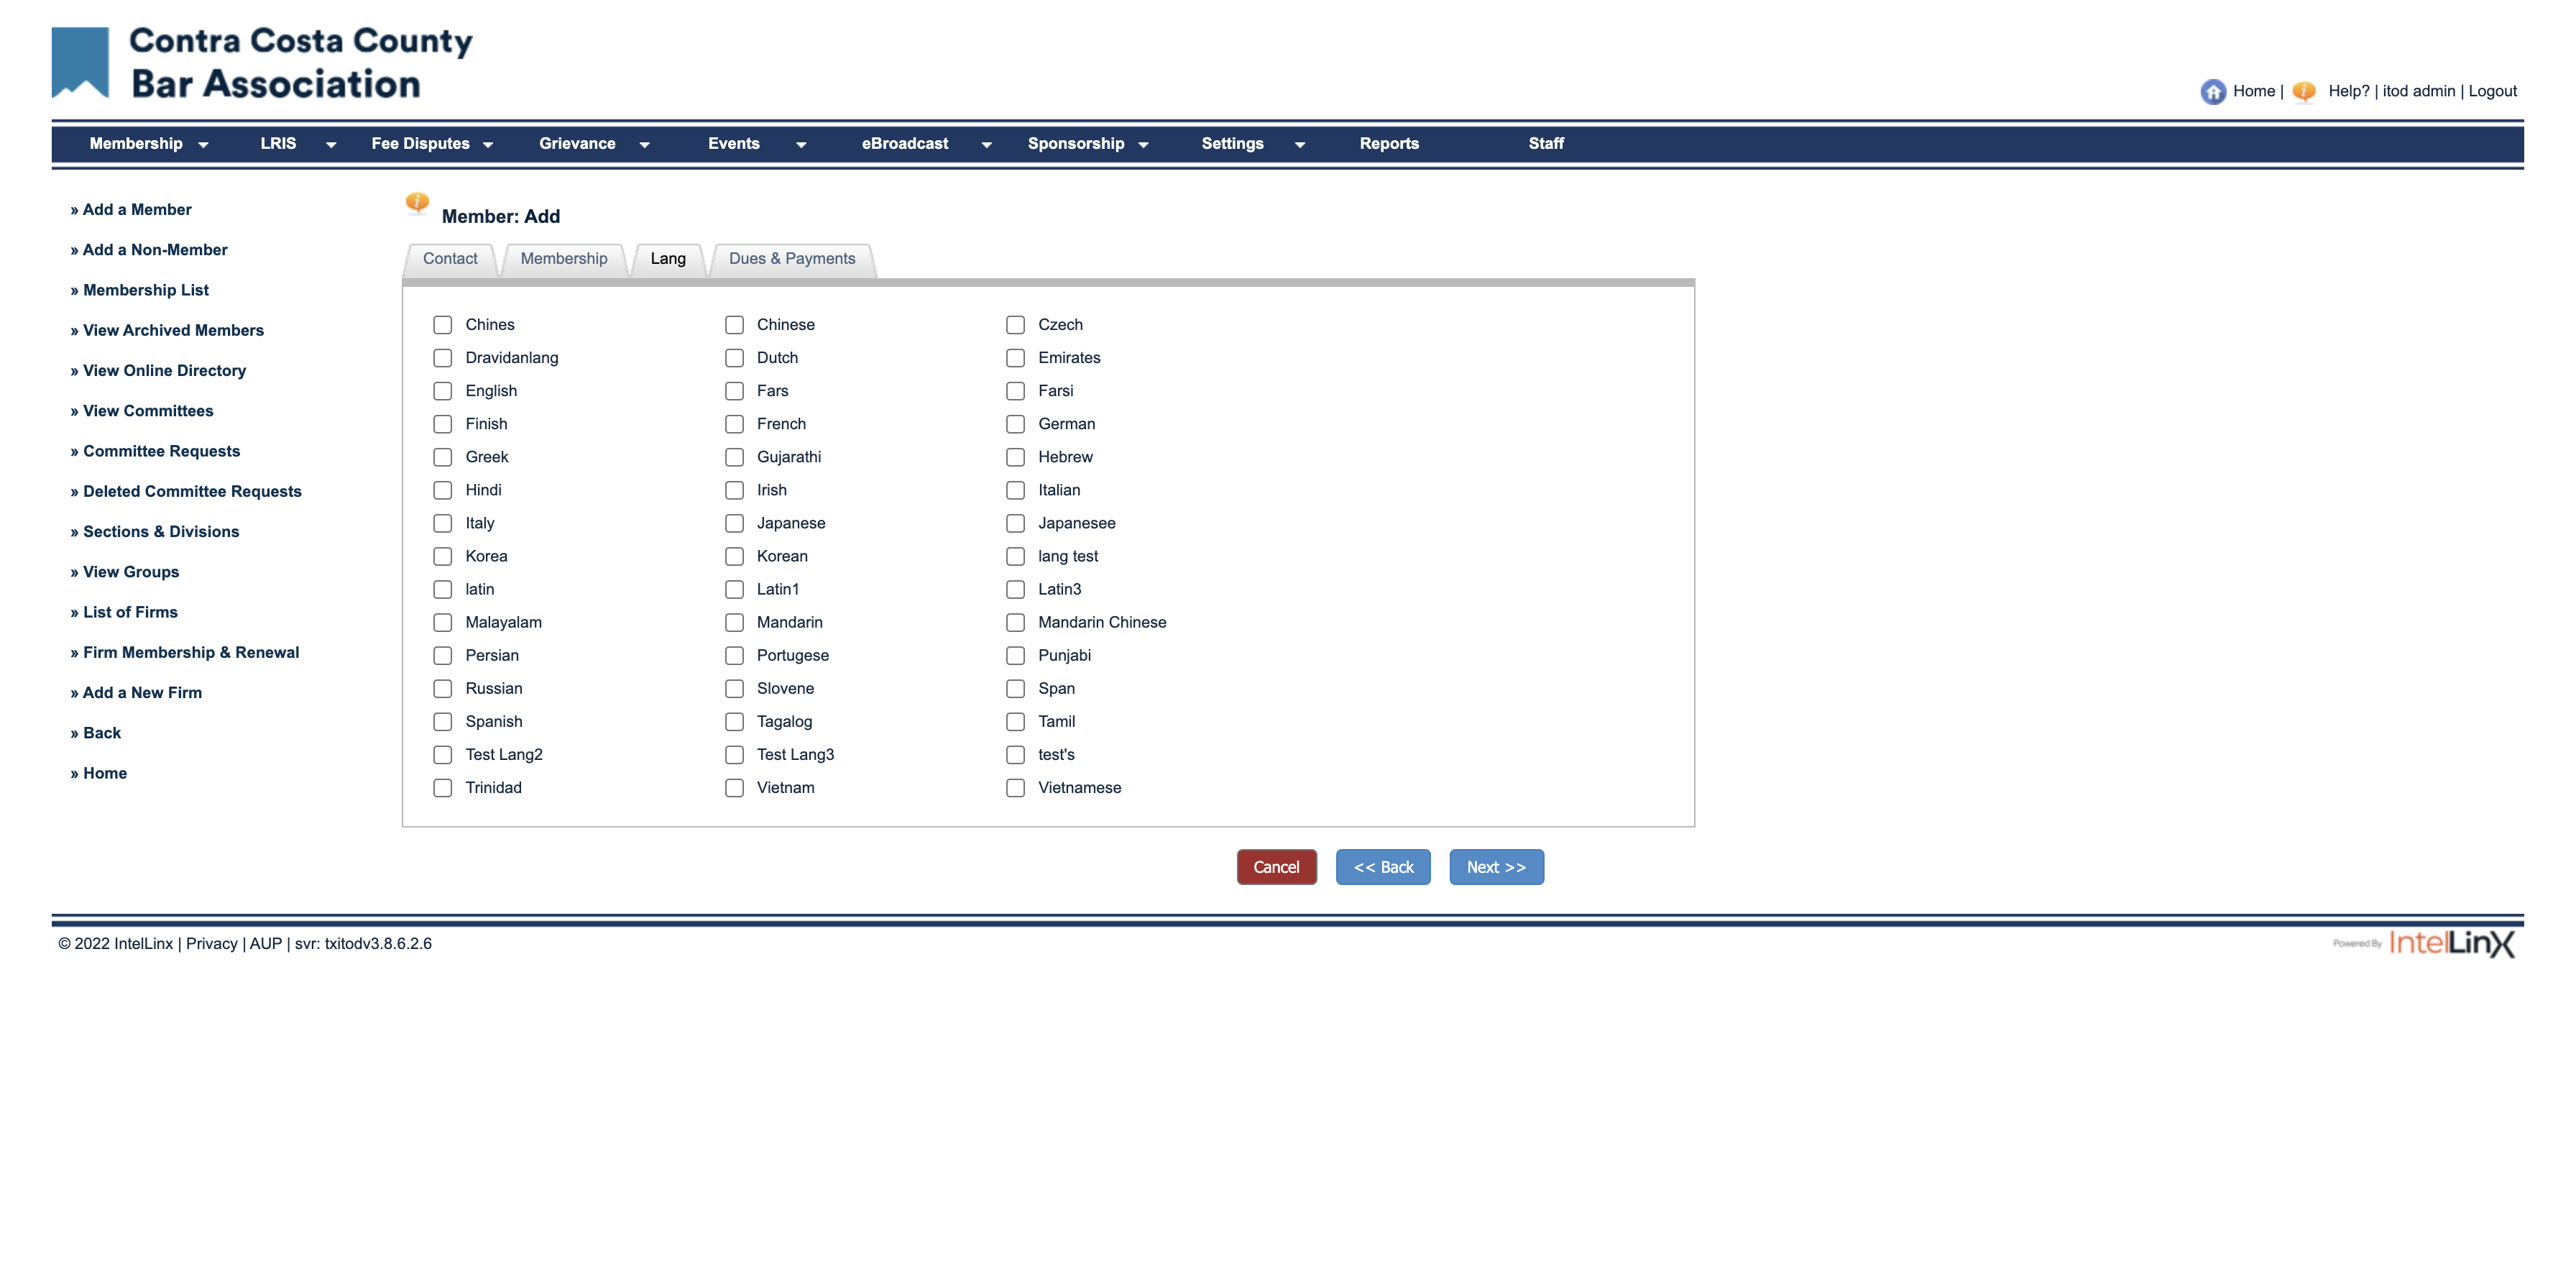 Contra Costa County
Bar Association
Home | Help? | itod admin | Logout
Membership LRIS Fee Disputes Grievance Events eBroadcast Sponsorship Settings Reports Staff
» Add a Member
» Add a Non-Member
» Membership List
» View Archived Members
» View Online Directory
» View Committees
» Committee Requests
» Deleted Committee Requests
» Sections & Divisions
» View Groups
» List of Firms
» Firm Membership & Renewal
» Add a New Firm
» Back
» Home
Member: Add
Contact Membership Lang Dues & Payments
Chines Chinese Czech
Dravidanlang Dutch Emirates
English Fars Farsi
Finish French German
Greek Gujarathi Hebrew
Hindi Irish Italian
Italy Japanese Japanesee
Korea Korean lang test
latin Latin1 Latin3
Malayalam Mandarin Mandarin Chinese
Persian Portugese Punjabi
Russian Slovene Span
Spanish Tagalog Tamil
Test Lang2 Test Lang3 test's
Trinidad Vietnam Vietnamese
Cancel << Back Next >>
© 2022 IntelLinx | Privacy | AUP | svr: txitodv3.8.6.2.6
Powered By IntelLinX